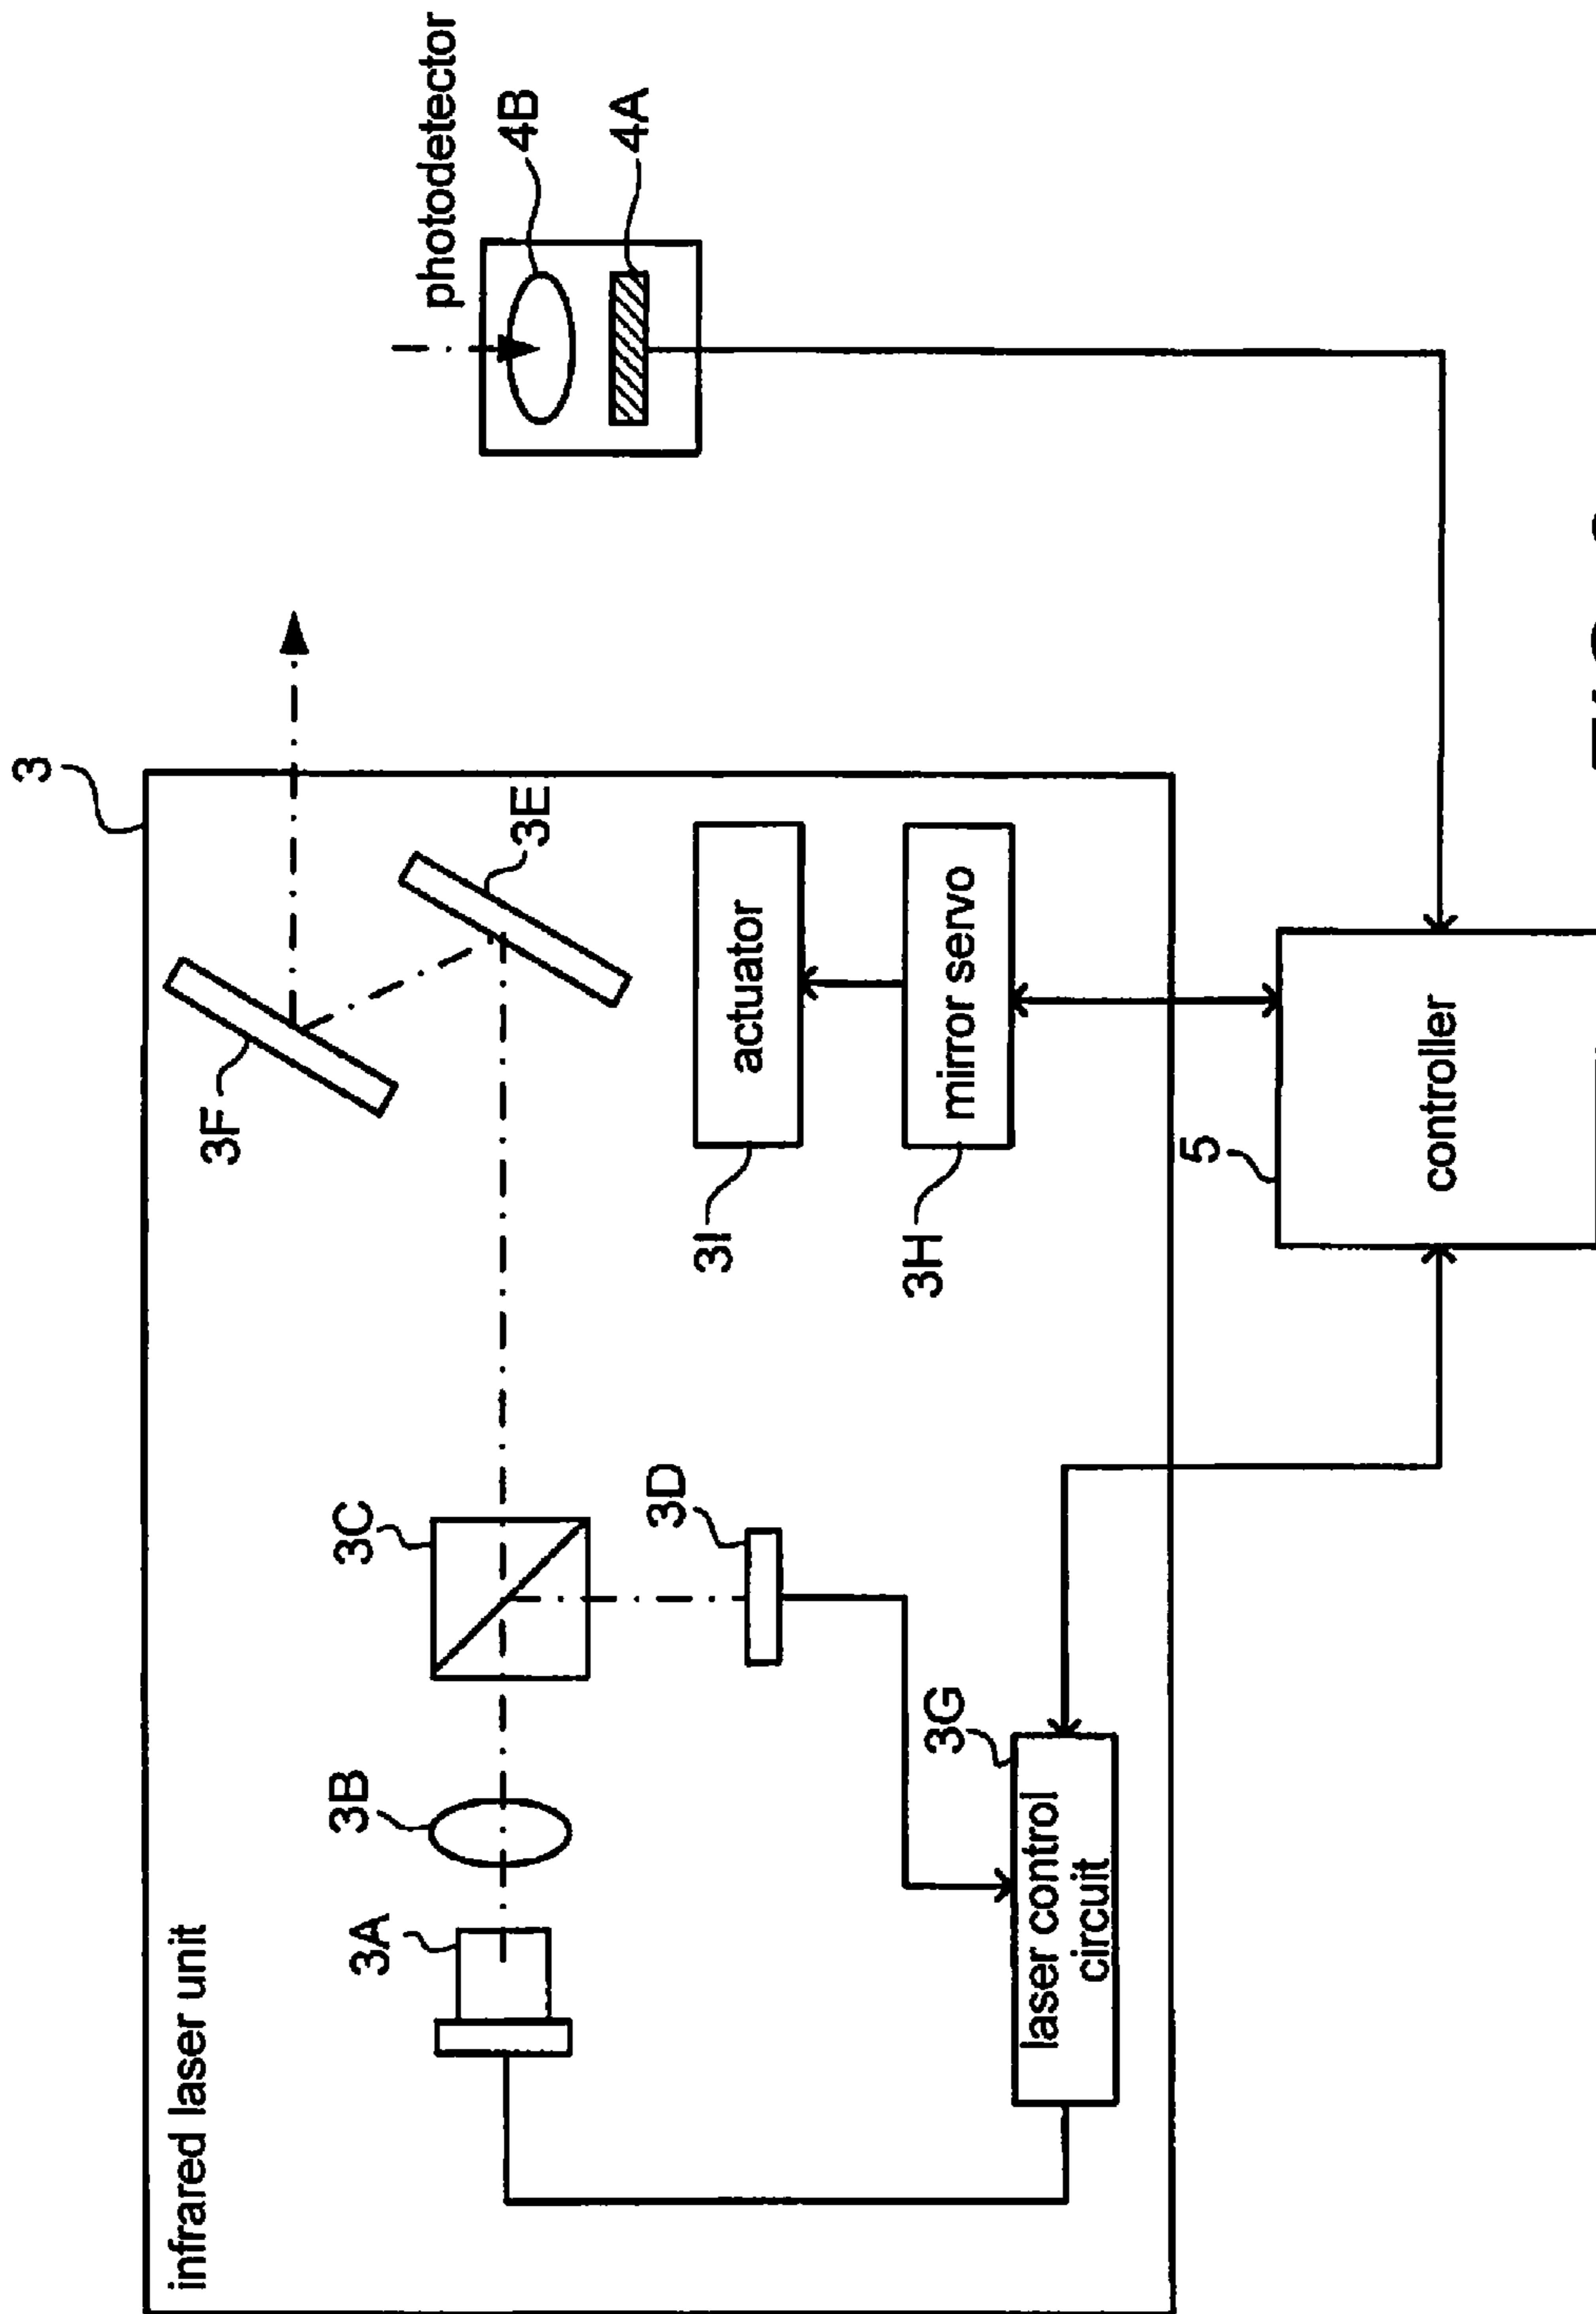 infrared laser unit
3
3A
3B
3C
3D
3E
3F
3G
laser control
circuit
3H
mirror servo
3I
actuator
photodetector
4B
4A
5
controller